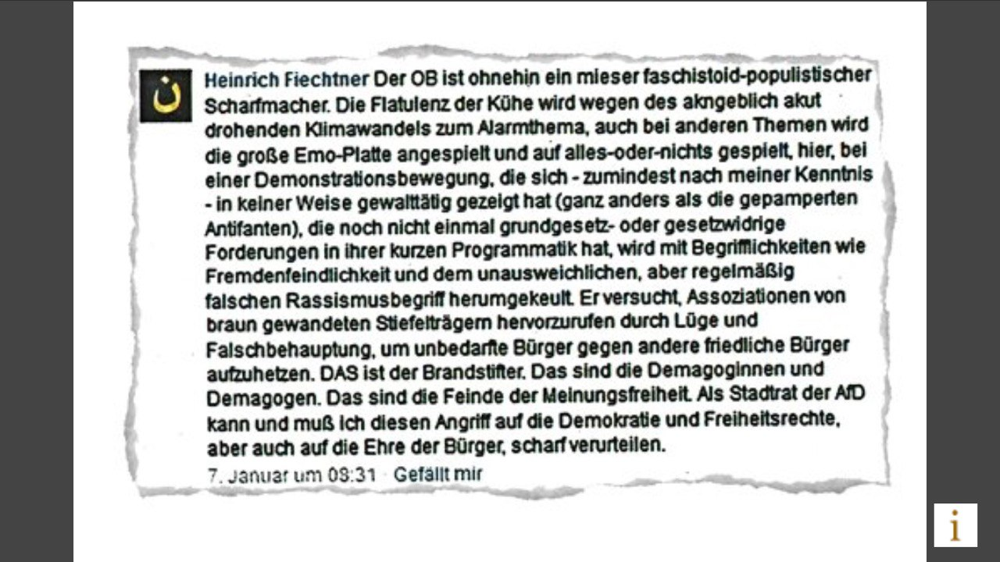 ن
Heinrich Fiechtner Der OB ist ohnehin ein mieser faschistoid-populistischer
Scharfmacher. Die Flatulenz der Kühe wird wegen des akngeblich akut
drohenden Klimawandels zum Alarmthema, auch bei anderen Themen wird
die große Emo-Platte angespielt und auf alles-oder-nichts gespielt, hier, bei
einer Demonstrationsbewegung, die sich - zumindest nach meiner Kenntnis
- in keiner Weise gewalttätig gezeigt hat (ganz anders als die gepamperten
Antifanten), die noch nicht einmal grundgesetz- oder gesetzwidrige
Forderungen in ihrer kurzen Programmatik hat, wird mit Begrifflichkeiten wie
Fremdenfeindlichkeit und dem unausweichlichen, aber regelmäßig
falschen Rassismusbegriff herumgekeult. Er versucht, Assoziationen von
braun gewandeten Stiefelträgern hervorzurufen durch Lüge und
Falschbehauptung, um unbedarfte Bürger gegen andere friedliche Bürger
aufzuhetzen. DAS ist der Brandstifter. Das sind die Demagoginnen und
Demagogen. Das sind die Feinde der Meinungsfreiheit. Als Stadtrat der AfD
kann und muß ich diesen Angriff auf die Demokratie und Freiheitsrechte,
aber auch auf die Ehre der Bürger, scharf verurteilen.
7. Januar um 08:31 · Gefällt mir
i